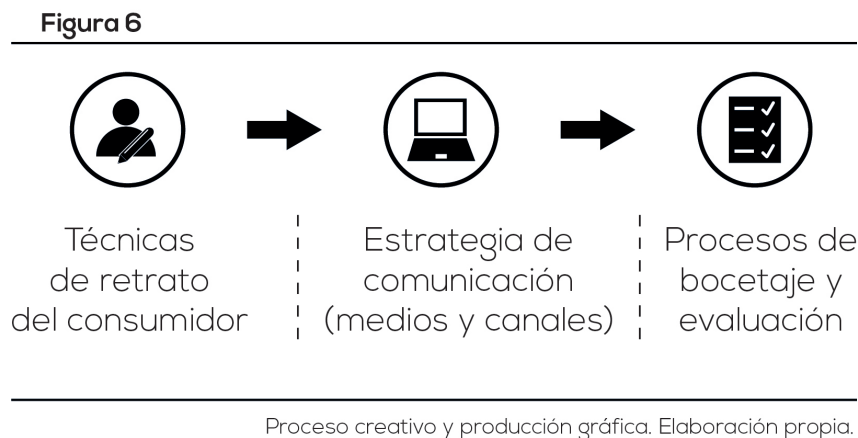 Figura 6
Técnicas
de retrato
del consumidor
Estrategia de
comunicación
(medios y canales)
Procesos de
bocetaje y
evaluación
Proceso creativo y producción gráfica. Elaboración propia.